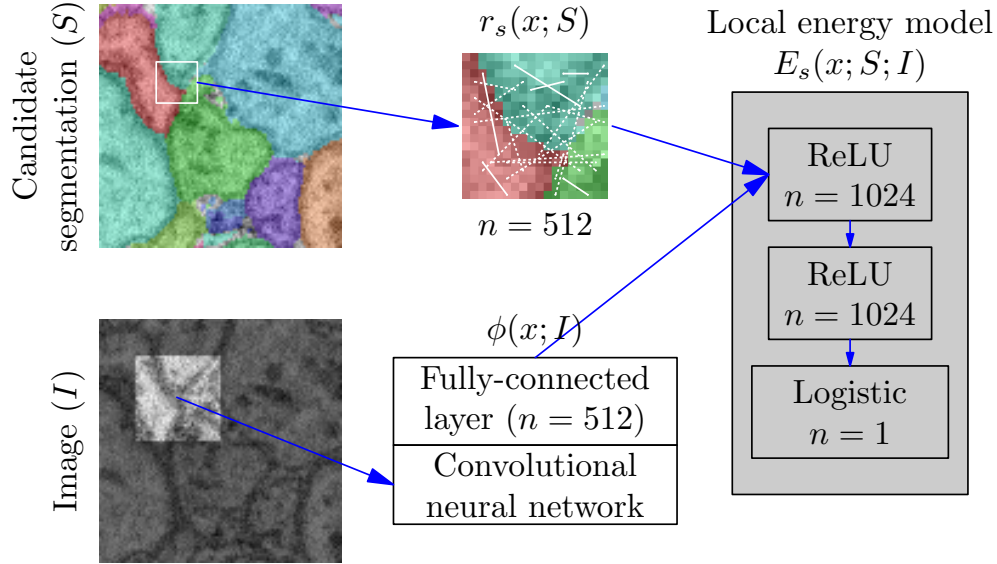 Candidate
segmentation (S)
r_s(x; S)
n = 512
Local energy model
E_s(x; S; I)
ReLU
n = 1024
ReLU
n = 1024
Logistic
n = 1
Image (I)
ϕ(x; I)
Fully-connected
layer (n = 512)
Convolutional
neural network